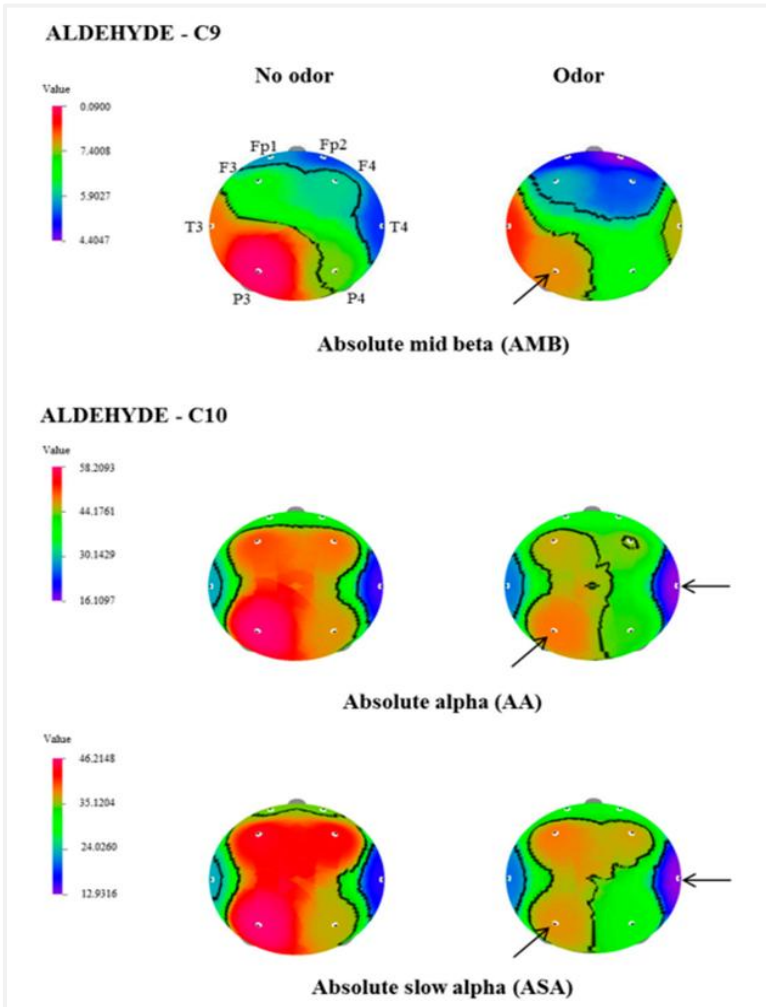 ALDEHYDE - C9
No odor
Odor
Value
0.0900
7.4008
5.9027
4.4047
Fp1
Fp2
F3
F4
T3
T4
P3
P4
Absolute mid beta (AMB)
ALDEHYDE - C10
Value
58.2093
44.1761
30.1429
16.1097
Absolute alpha (AA)
Value
46.2148
35.1204
24.0260
12.9316
Absolute slow alpha (ASA)